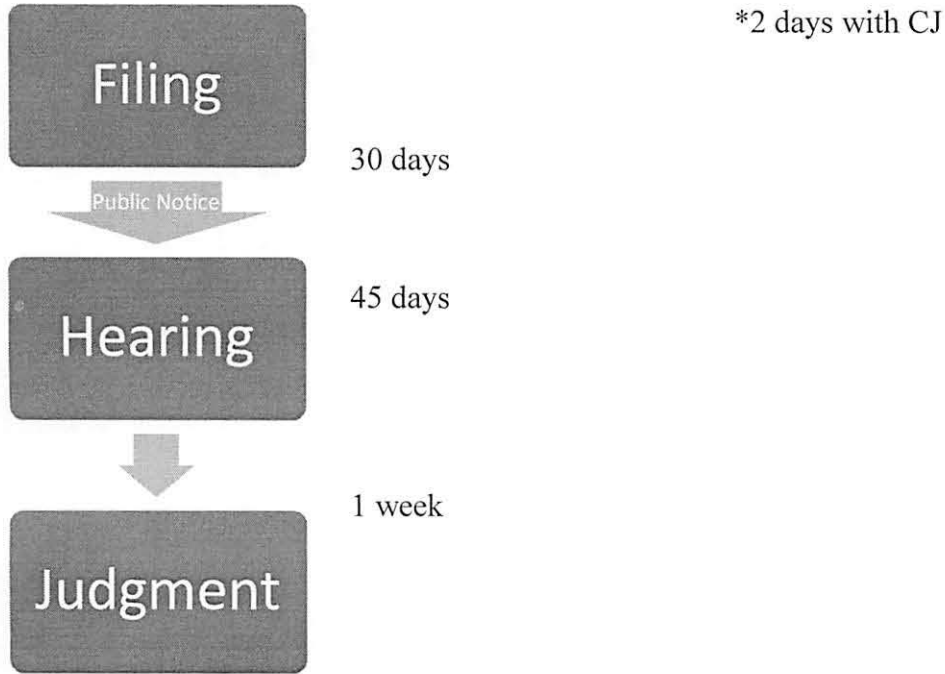 *2 days with CJ
Filing
30 days
Public Notice
45 days
Hearing
1 week
Judgment